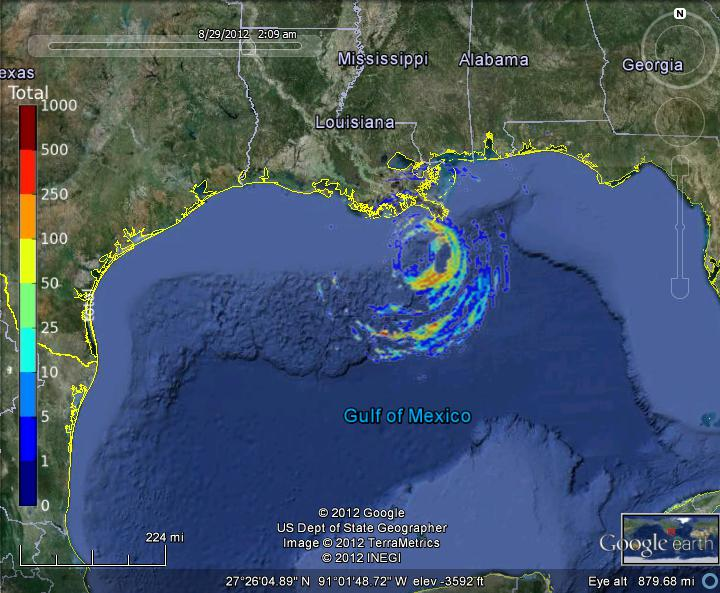 N
8/29/2012 2:09 am
Mississippi
Alabama
Georgia
exas
Total
1000
Louisiana
500
250
100
50
Total
25
10
5
Gulf of Mexico
1
0
© 2012 Google
US Dept of State Geographer
224 mi
Image © 2012 TerraMetrics
© 2012 INEGI
Google earth
27°26'04.89" N 91°01'48.72" W elev -3592 ft
Eye alt 879.68 mi